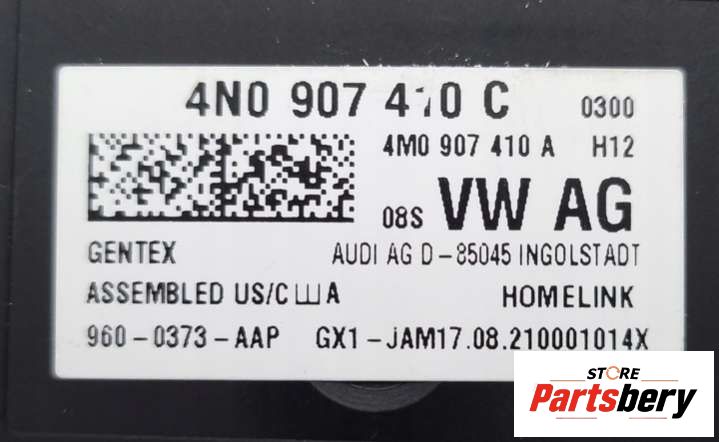 4N0 907 410 C 0300
4M0 907 410 A H12
08S VW AG
GENTEX AUDI AG D-85045 INGOLSTADT
ASSEMBLED US/C Ш A HOMELINK
960-0373-AAP GX1-JAM17.08.210001014X
STORE
Partsbery